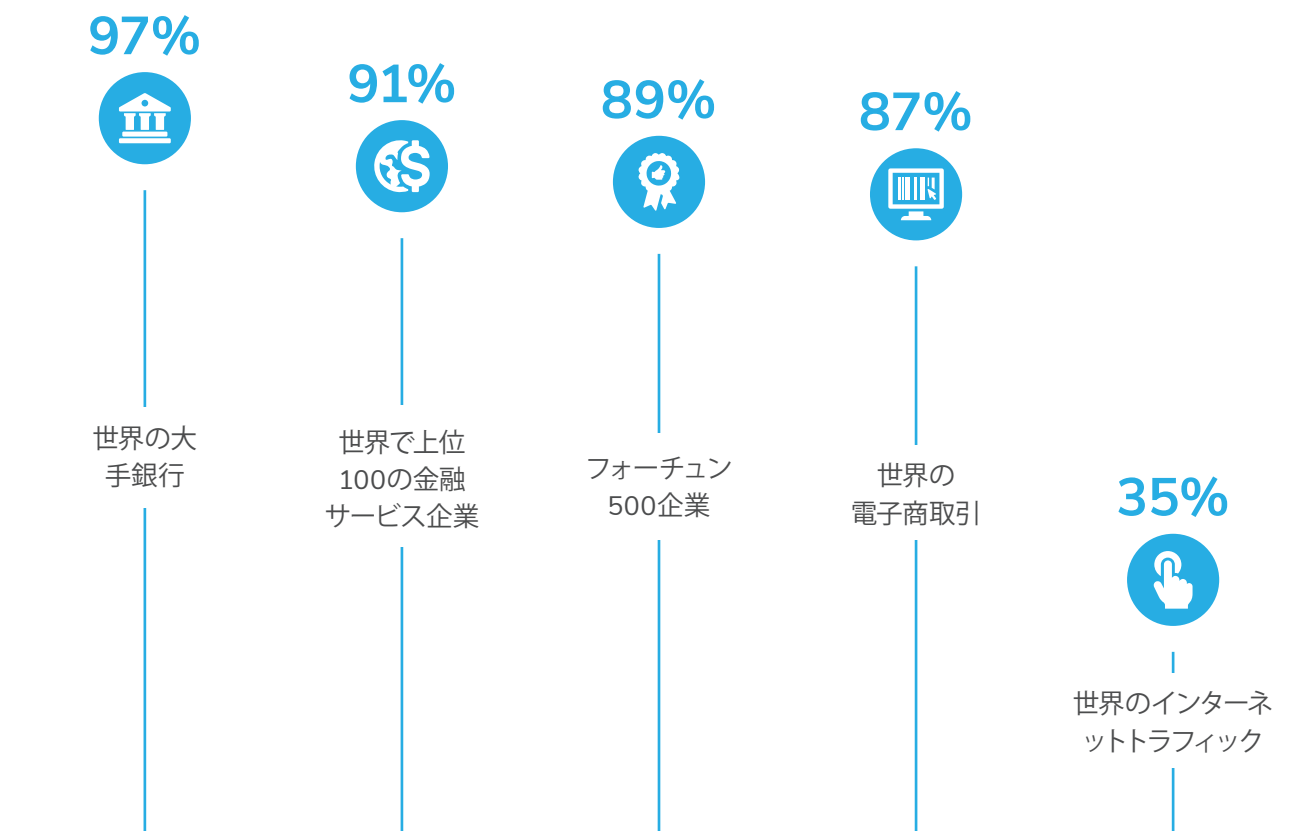 97%
世界の大
手銀行
91%
世界で上位
100の金融
サービス企業
89%
フォーチュン
500企業
87%
世界の
電子商取引
35%
世界のインターネ
ットトラフィック